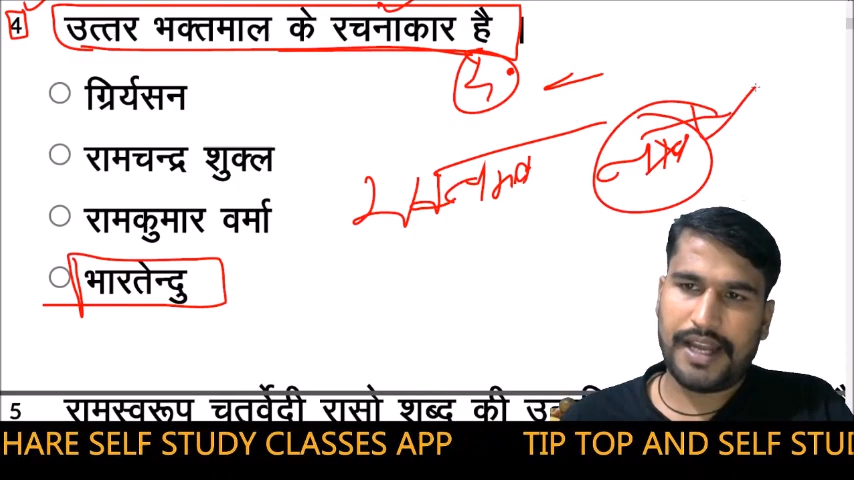 4 उत्तर भक्तमाल के रचनाकार है ।
ग्रिर्यसन
रामचन्द्र शुक्ल
रामकुमार वर्मा
भारतेन्दु
5 रामस्वरूप चतुर्वेदी रासो शब्द की
HARE SELF STUDY CLASSES APP TIP TOP AND SELF STUD